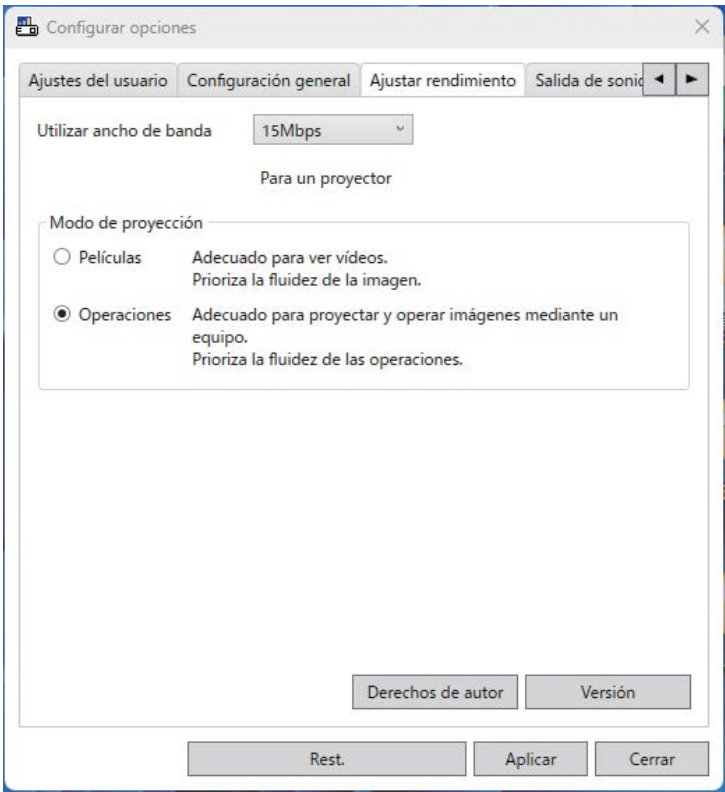 Configurar opciones
Ajustes del usuario Configuración general Ajustar rendimiento Salida de sonic
Utilizar ancho de banda 15Mbps
Para un proyector
Modo de proyección
Películas Adecuado para ver vídeos.
Prioriza la fluidez de la imagen.
Operaciones Adecuado para proyectar y operar imágenes mediante un
equipo.
Prioriza la fluidez de las operaciones.
Derechos de autor Versión
Rest. Aplicar Cerrar